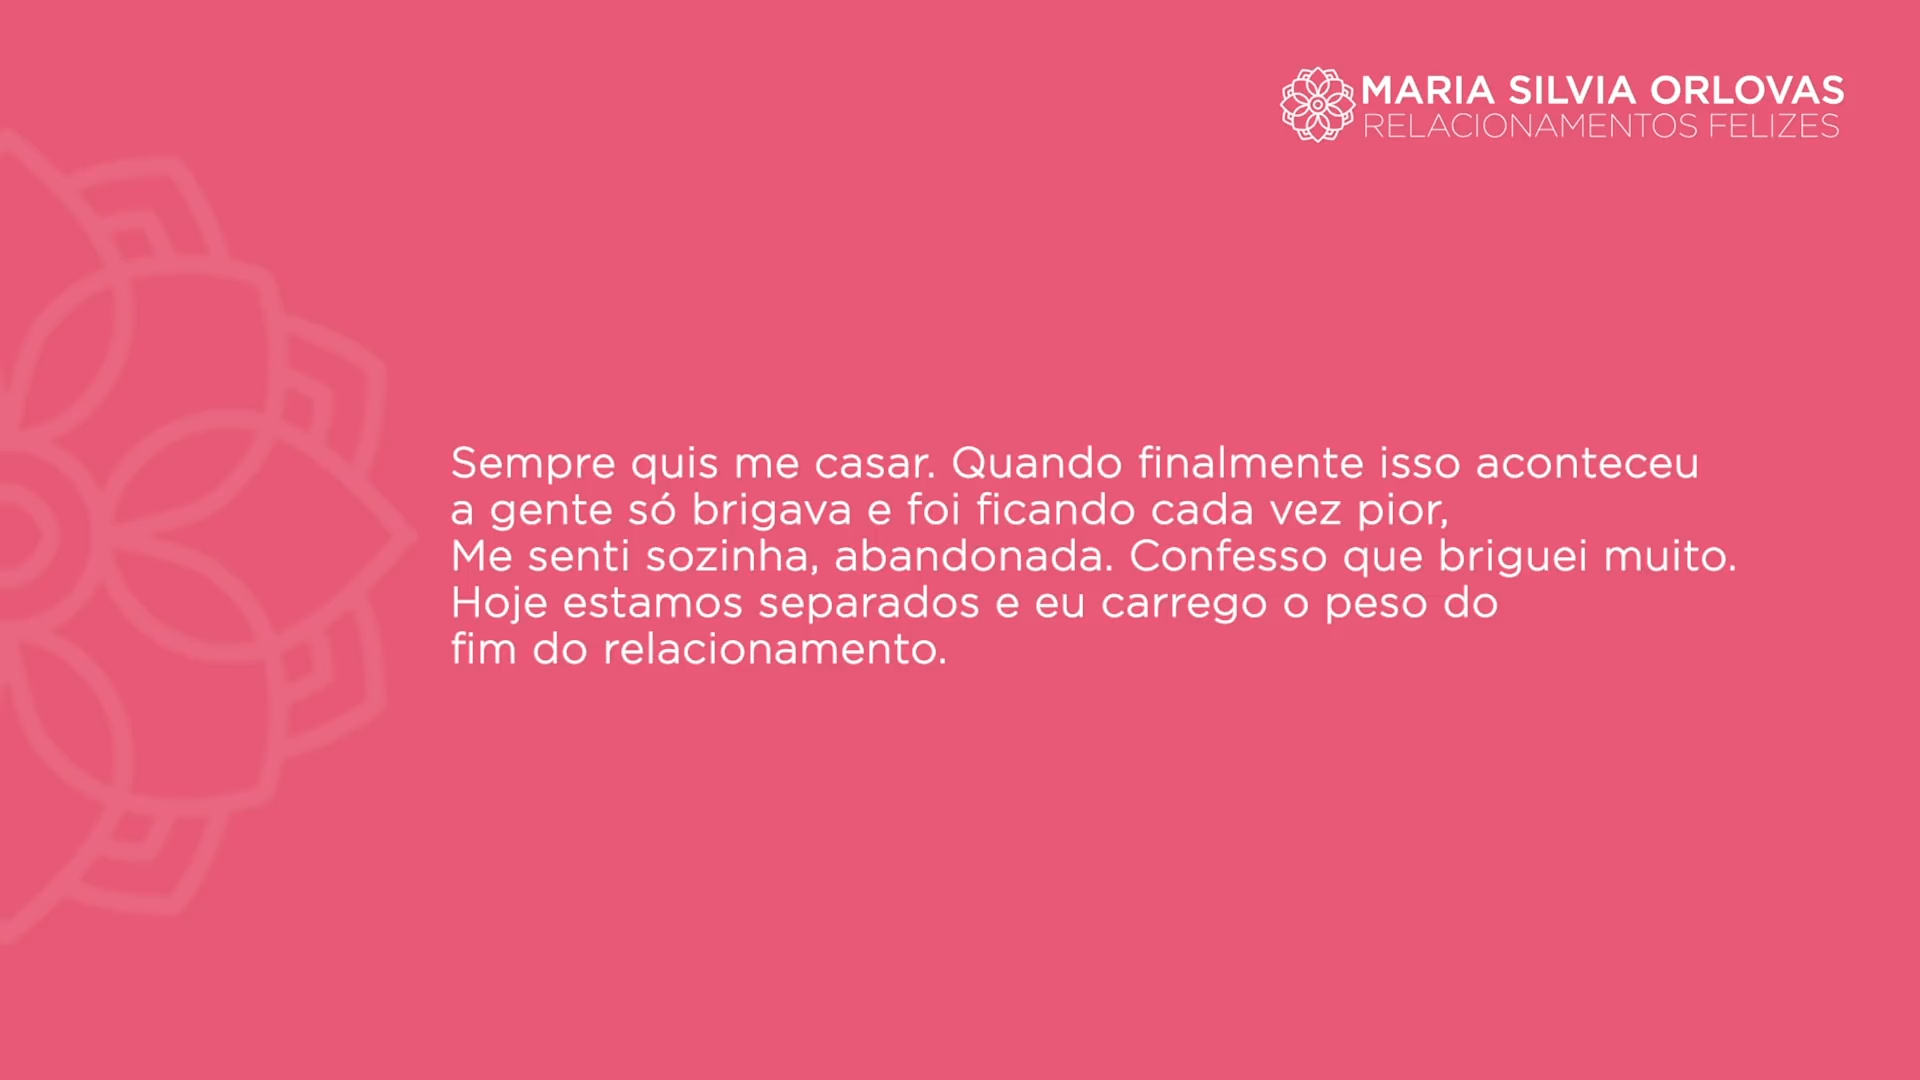 MARIA SILVIA ORLOVAS
RELACIONAMENTOS FELIZES
Sempre quis me casar. Quando finalmente isso aconteceu
a gente só brigava e foi ficando cada vez pior,
Me senti sozinha, abandonada. Confesso que briguei muito.
Hoje estamos separados e eu carrego o peso do
fim do relacionamento.